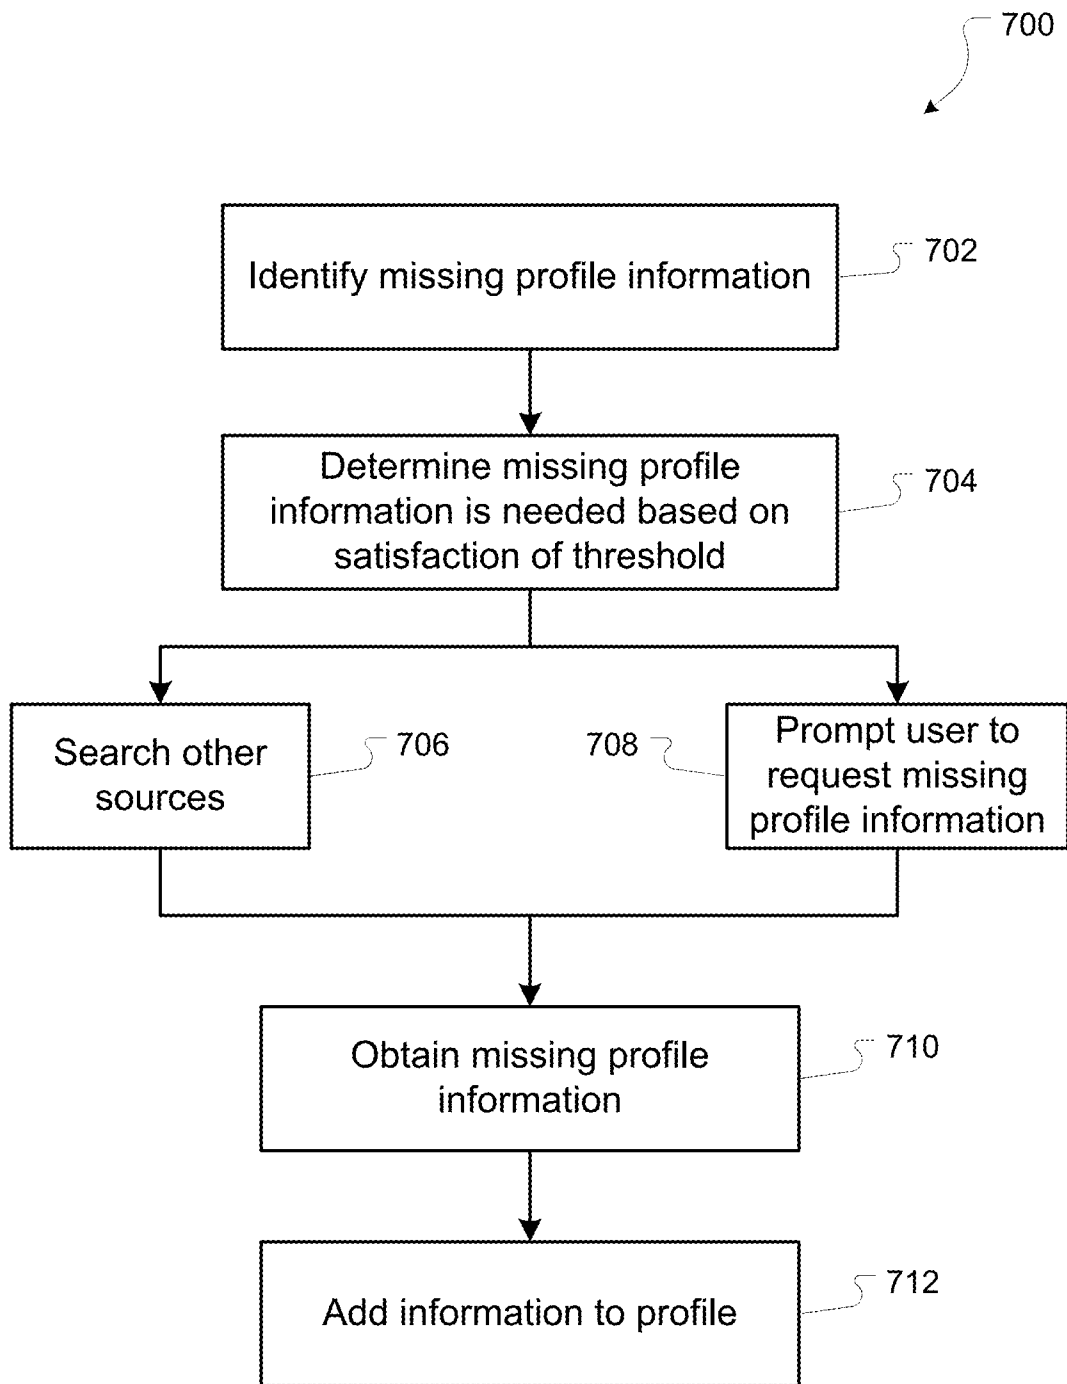 700
Identify missing profile information
702
Determine missing profile
information is needed based on
satisfaction of threshold
704
Search other
sources
706
708
Prompt user to
request missing
profile information
Obtain missing profile
information
710
Add information to profile
712